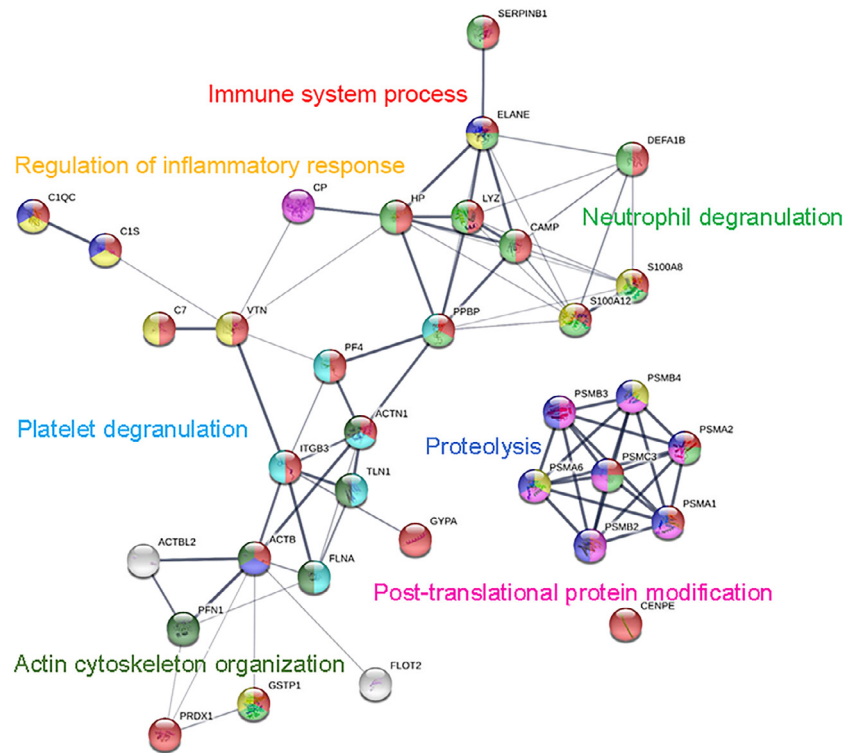 SERPINB1
Immune system process
ELANE
DEFA1B
Regulation of inflammatory response
CP
HP
LYZ
C1QC
Neutrophil degranulation
CAMP
C1S
S100A8
S100A12
C7
VTN
PPBP
PF4
PSMB3
PSMB4
ACTN1
Platelet degranulation
PSMA2
Proteolysis
ITGB3
PSMA6
PSMC3
TLN1
PSMA1
GYPA
PSMB2
ACTBL2
ACTB
FLNA
Post-translational protein modification
PFN1
CENPE
Actin cytoskeleton organization
FLOT2
GSTP1
PRDX1